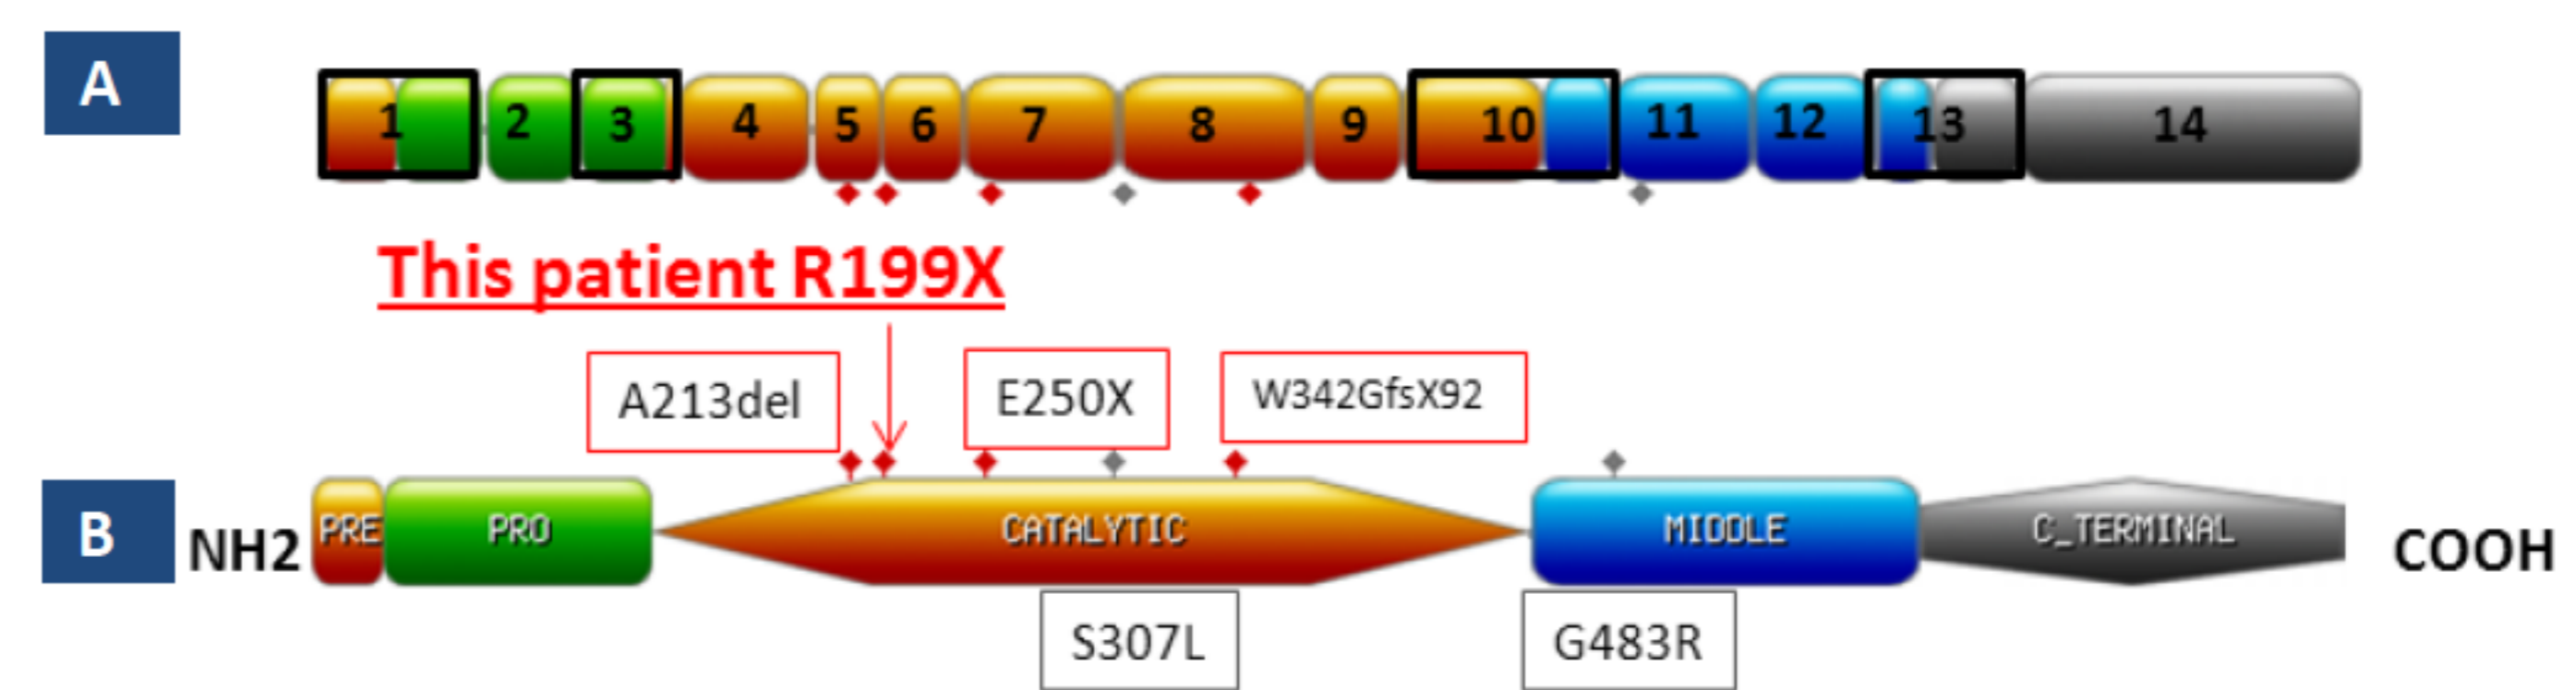 A
1 2 3 4 5 6 7 8 9 10 11 12 13 14
This patient R199X
A213del E250X W342GfsX92
B NH2 PRE PRO CATALYTIC MIDDLE C_TERMINAL COOH
S307L G483R